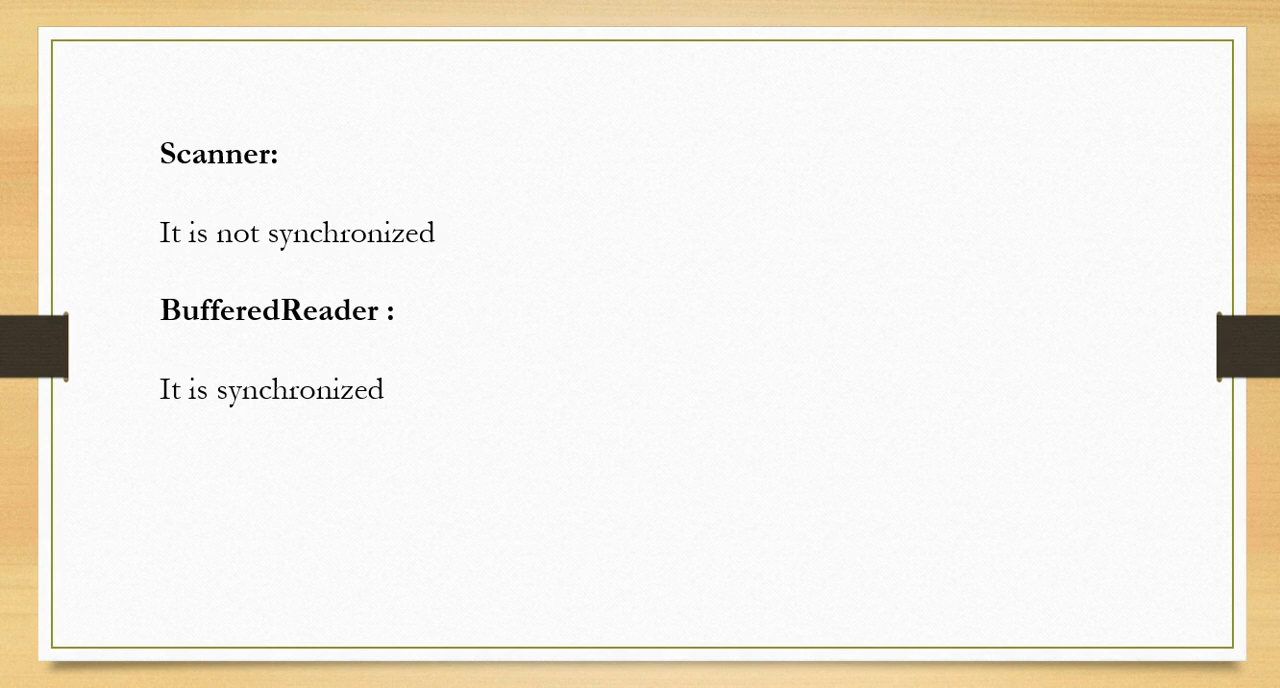 Scanner:
It is not synchronized
BufferedReader :
It is synchronized